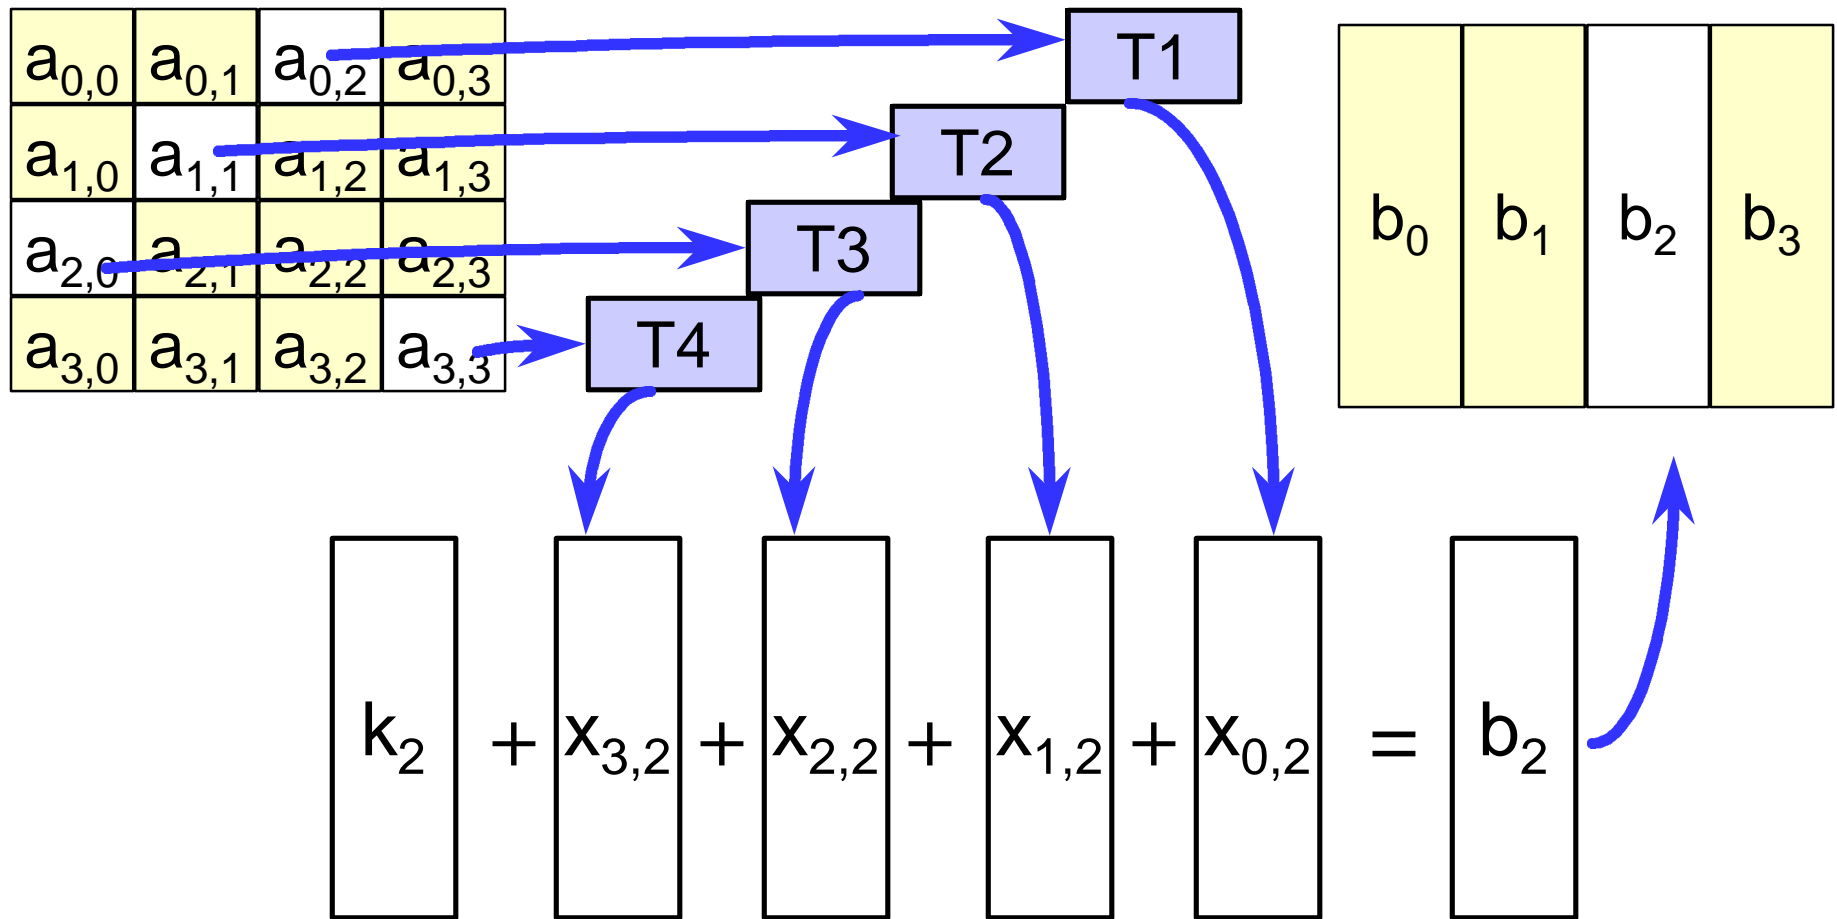 a0,0 a0,1 a0,2 a0,3 T1
a1,0 a1,1 a1,2 a1,3 T2
a2,0 a2,1 a2,2 a2,3 T3
a3,0 a3,1 a3,2 a3,3 T4
b0 b1 b2 b3
k2 + x3,2 + x2,2 + x1,2 + x0,2 = b2